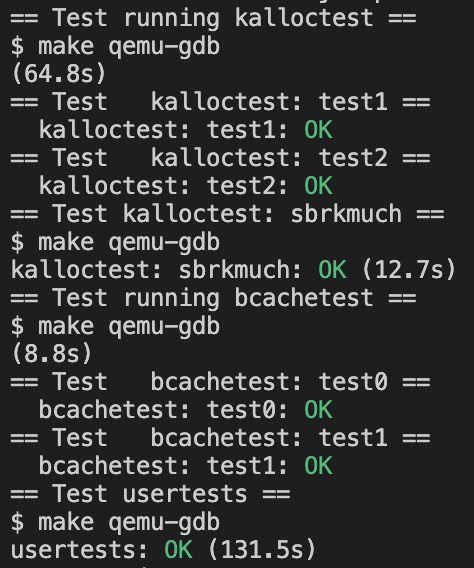 == Test running kalloctest ==
$ make qemu-gdb
(64.8s)
== Test   kalloctest: test1 ==
  kalloctest: test1: OK
== Test   kalloctest: test2 ==
  kalloctest: test2: OK
== Test kalloctest: sbrkmuch ==
$ make qemu-gdb
kalloctest: sbrkmuch: OK (12.7s)
== Test running bcachetest ==
$ make qemu-gdb
(8.8s)
== Test   bcachetest: test0 ==
  bcachetest: test0: OK
== Test   bcachetest: test1 ==
  bcachetest: test1: OK
== Test usertests ==
$ make qemu-gdb
usertests: OK (131.5s)